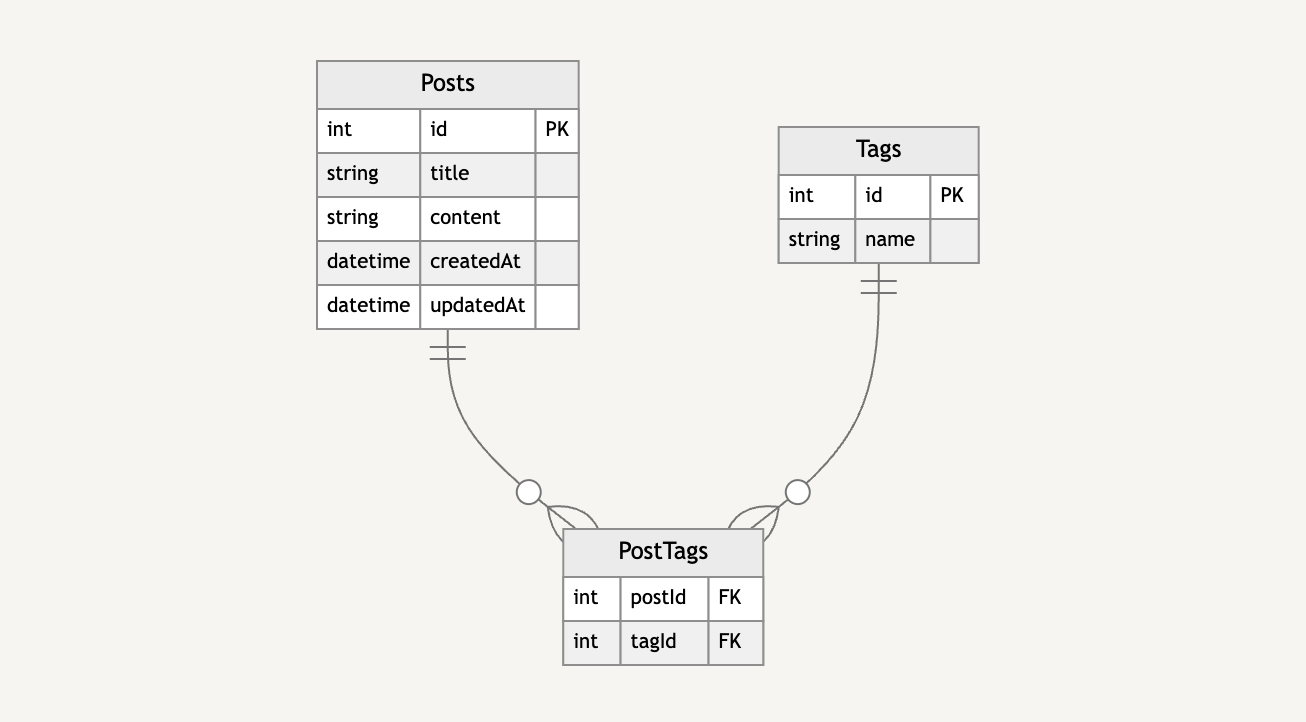 Posts
int id PK
string title
string content
datetime createdAt
datetime updatedAt
Tags
int id PK
string name
PostTags
int postId FK
int tagId FK